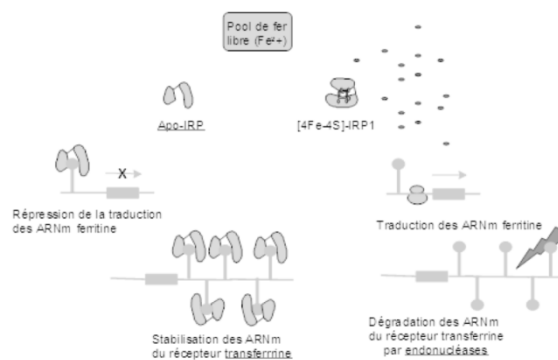 Pool de fer
libre (Fe²+)
Apo-IRP
[4Fe-4S]-IRP1
X
Répression de la traduction
des ARNm ferritine
Traduction des ARNm ferritine
Stabilisation des ARNm
du récepteur transferrrine
Dégradation des ARNm
du récepteur transferrine
par endonucléases